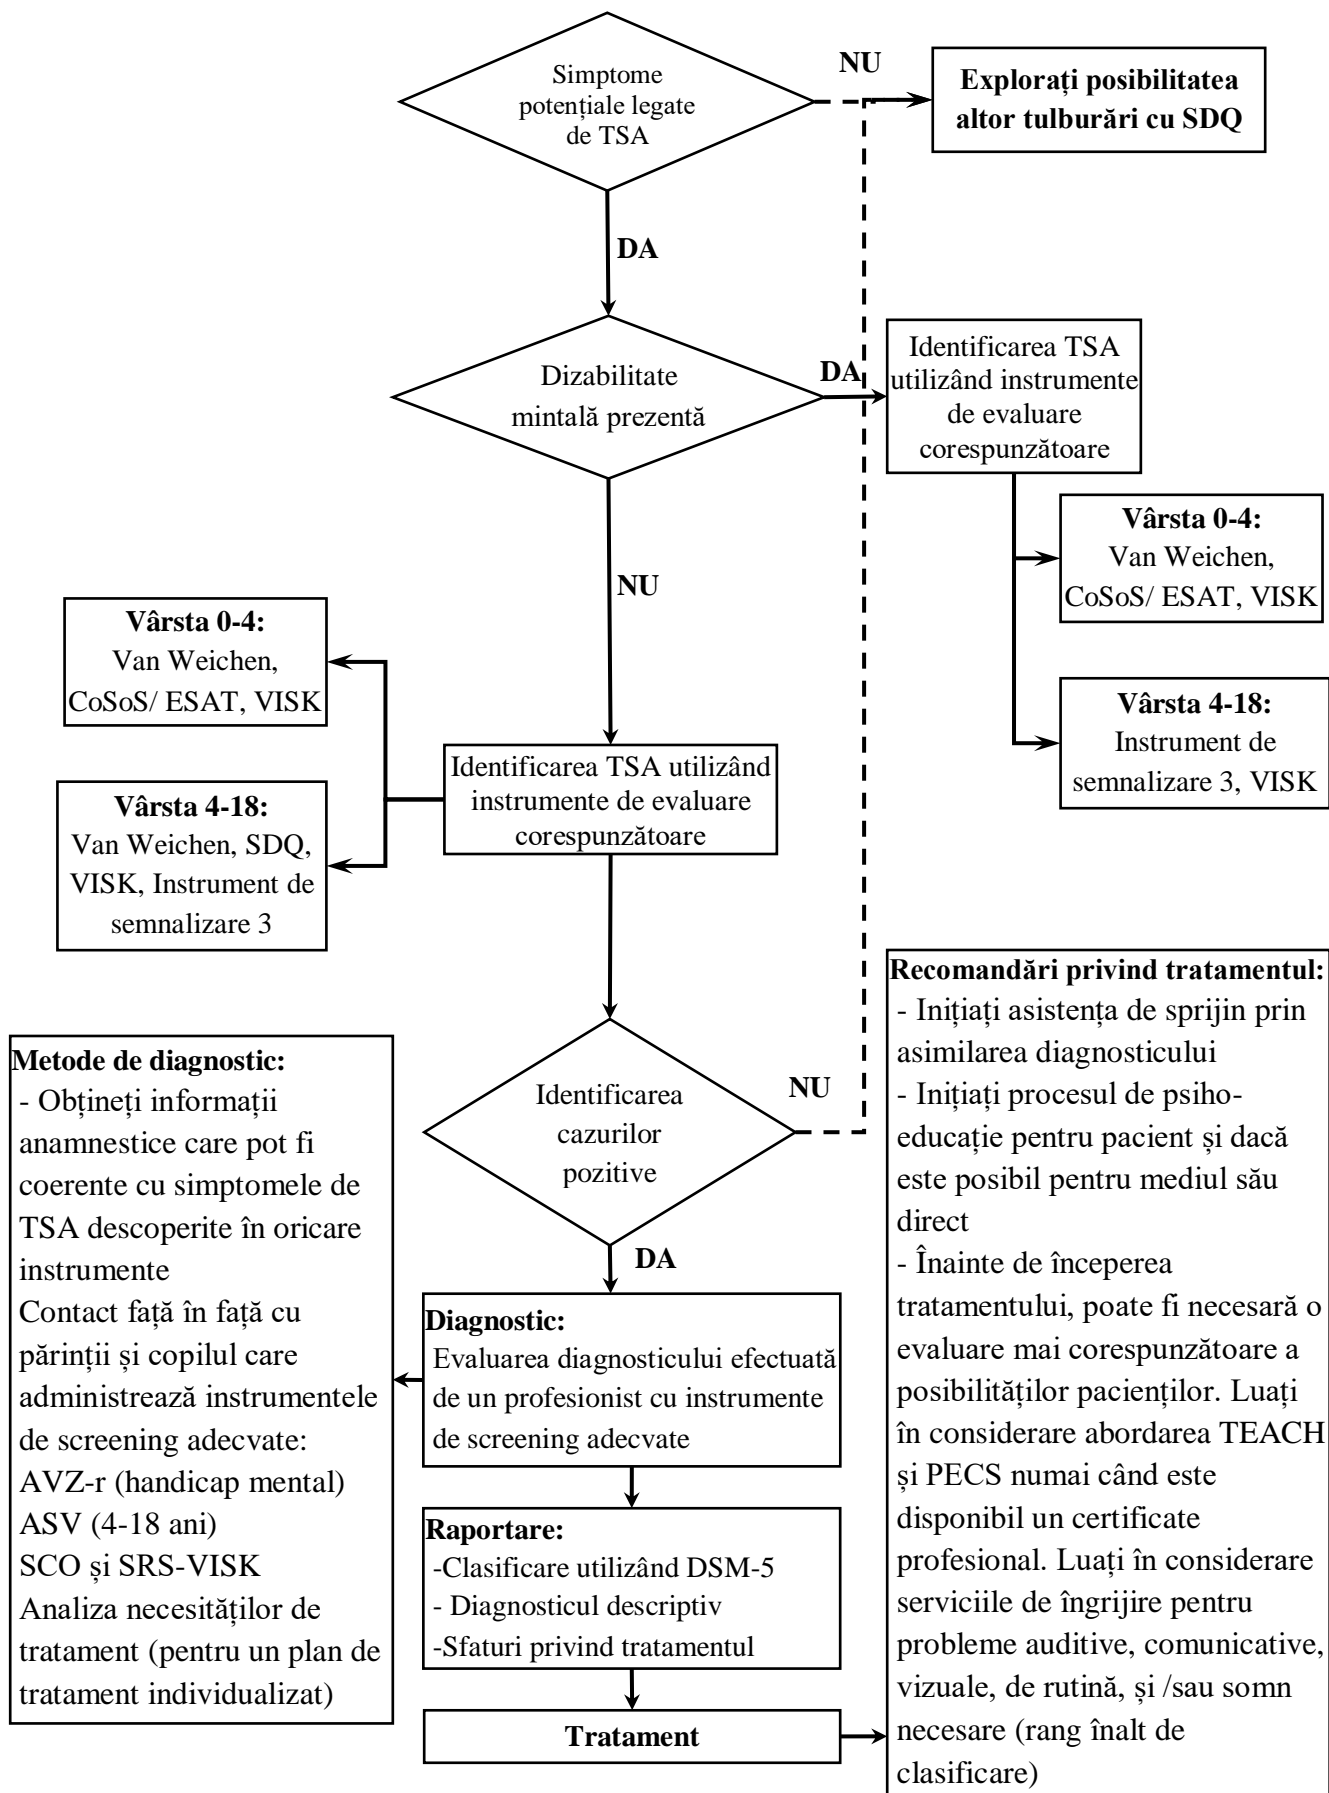 Simptome
potențiale legate
de TSA
NU
Explorați posibilitatea
altor tulburări cu SDQ
DA
Dizabilitate
mintală prezentă
DA
Identificarea TSA
utilizând instrumente
de evaluare
corespunzătoare
Vârsta 0-4:
Van Weichen,
CoSoS/ ESAT, VISK
Vârsta 4-18:
Instrument de
semnalizare 3, VISK
NU
Vârsta 0-4:
Van Weichen,
CoSoS/ ESAT, VISK
Identificarea TSA utilizând
instrumente de evaluare
corespunzătoare
Vârsta 4-18:
Van Weichen, SDQ,
VISK, Instrument de
semnalizare 3
Identificarea
cazurilor
pozitive
NU
DA
Metode de diagnostic:
- Obțineți informații
anamnestice care pot fi
coerente cu simptomele de
TSA descoperite în oricare
instrumente
Contact față în față cu
părinții și copilul care
administrează instrumentele
de screening adecvate:
AVZ-r (handicap mental)
ASV (4-18 ani)
SCO și SRS-VISK
Analiza necesităților de
tratament (pentru un plan de
tratament individualizat)
Diagnostic:
Evaluarea diagnosticului efectuată
de un profesionist cu instrumente
de screening adecvate
Raportare:
-Clasificare utilizând DSM-5
- Diagnosticul descriptiv
-Sfaturi privind tratamentul
Tratament
Recomandări privind tratamentul:
- Inițiați asistența de sprijin prin
asimilarea diagnosticului
- Inițiați procesul de psiho-
educație pentru pacient și dacă
este posibil pentru mediul său
direct
- Înainte de începerea
tratamentului, poate fi necesară o
evaluare mai corespunzătoare a
posibilităților pacienților. Luați
în considerare abordarea TEACH
și PECS numai când este
disponibil un certificate
profesional. Luați în considerare
serviciile de îngrijire pentru
probleme auditive, comunicative,
vizuale, de rutină, și /sau somn
necesare (rang înalt de
clasificare)